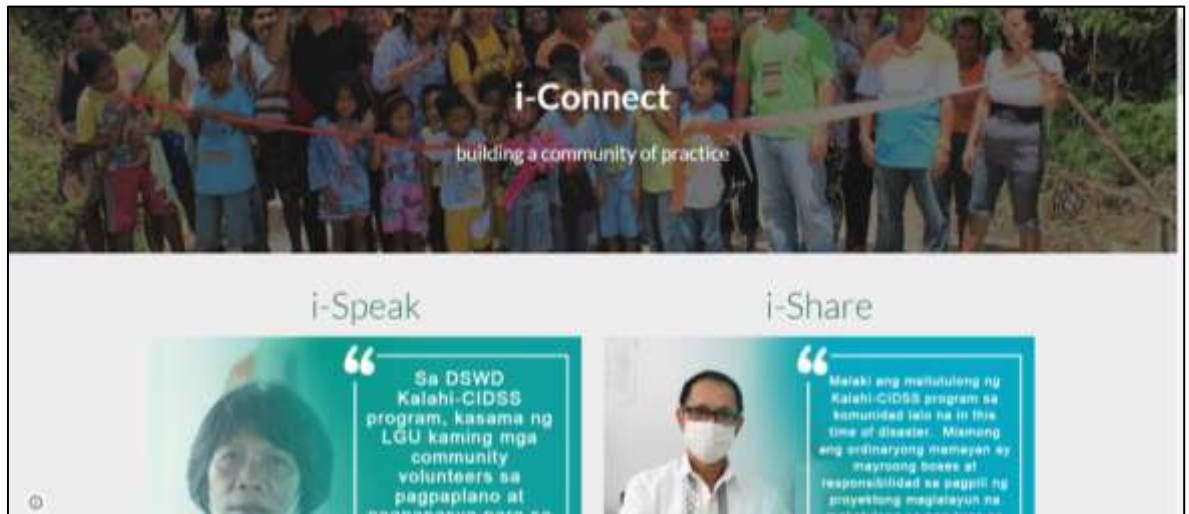 i-Connect
building a community of practice
i-Speak
i-Share
Sa DSWD
Kalahi-CIDSS
program, kasama ng
LGU kaming mga
community
volunteers sa
pagpaplano at
Malaki ang maitutulong ng
Kalahi-CIDSS program sa
komunidad lalo na in this
time of disaster. Mismong
ang ordinaryong mamayan ay
mayroong boses at
responsibilidad sa pagpili ng
proyektong maglalayun na